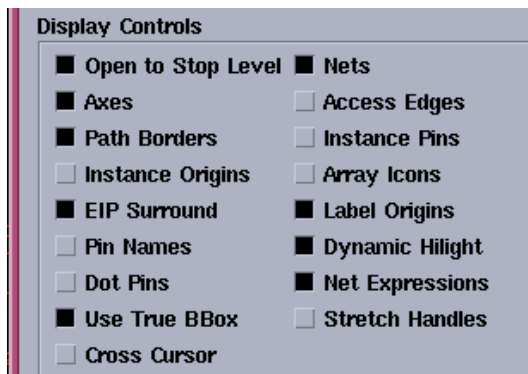 Display Controls
Open to Stop Level Nets
Axes Access Edges
Path Borders Instance Pins
Instance Origins Array Icons
EIP Surround Label Origins
Pin Names Dynamic Hilight
Dot Pins Net Expressions
Use True BBox Stretch Handles
Cross Cursor